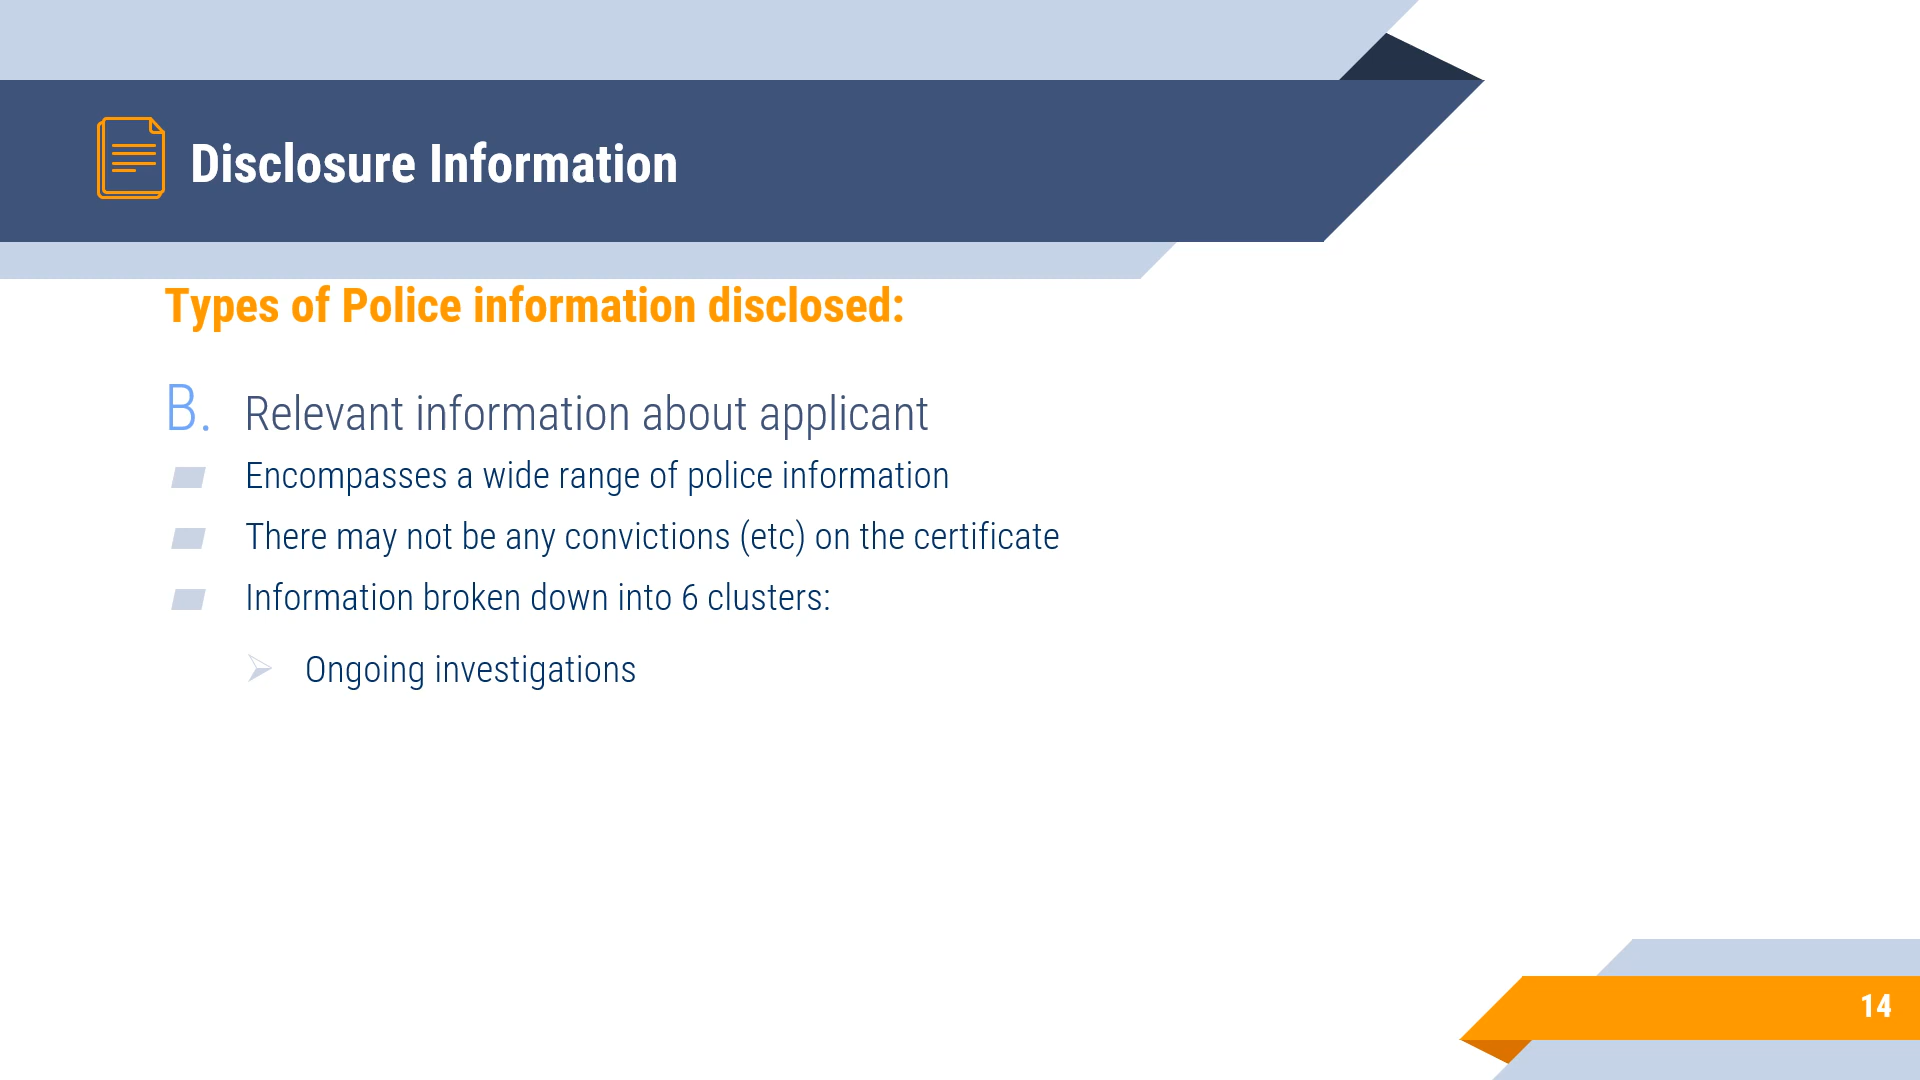 Disclosure Information
Types of Police information disclosed:
B. Relevant information about applicant
Encompasses a wide range of police information
There may not be any convictions (etc) on the certificate
Information broken down into 6 clusters:
Ongoing investigations
14